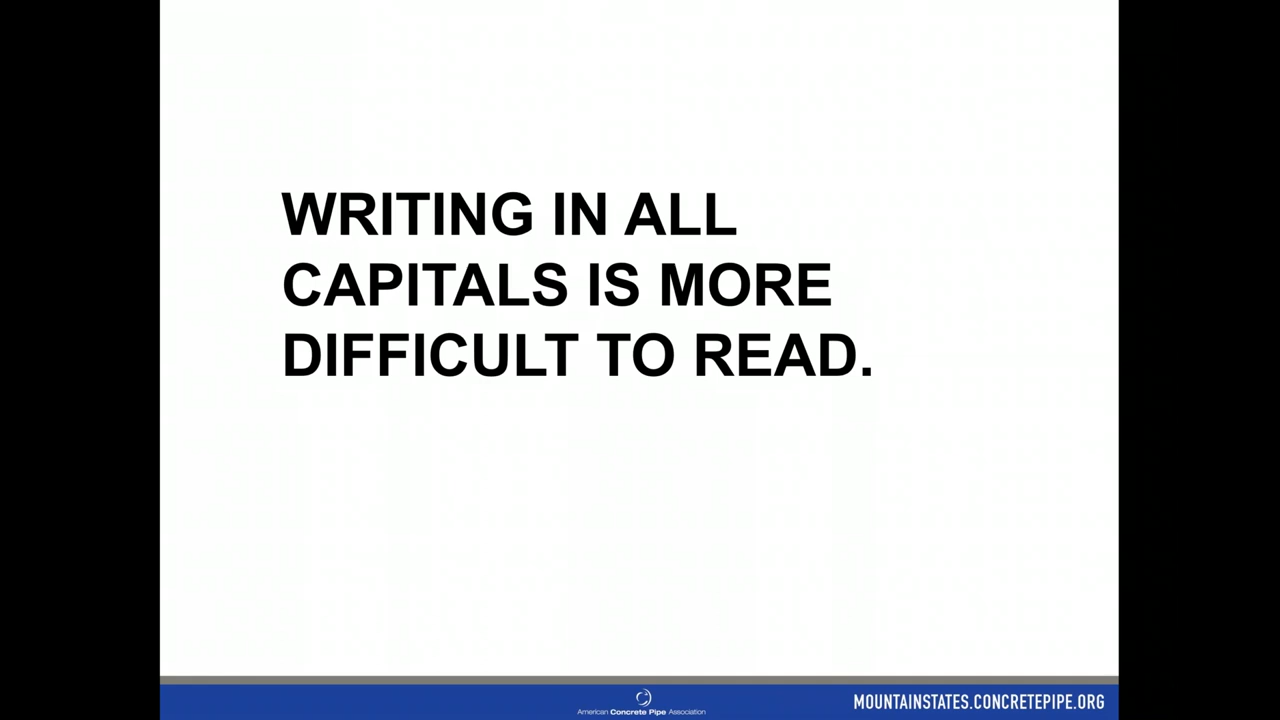 WRITING IN ALL
CAPITALS IS MORE
DIFFICULT TO READ.
American Concrete Pipe Association
MOUNTAINSTATES.CONCRETEPIPE.ORG